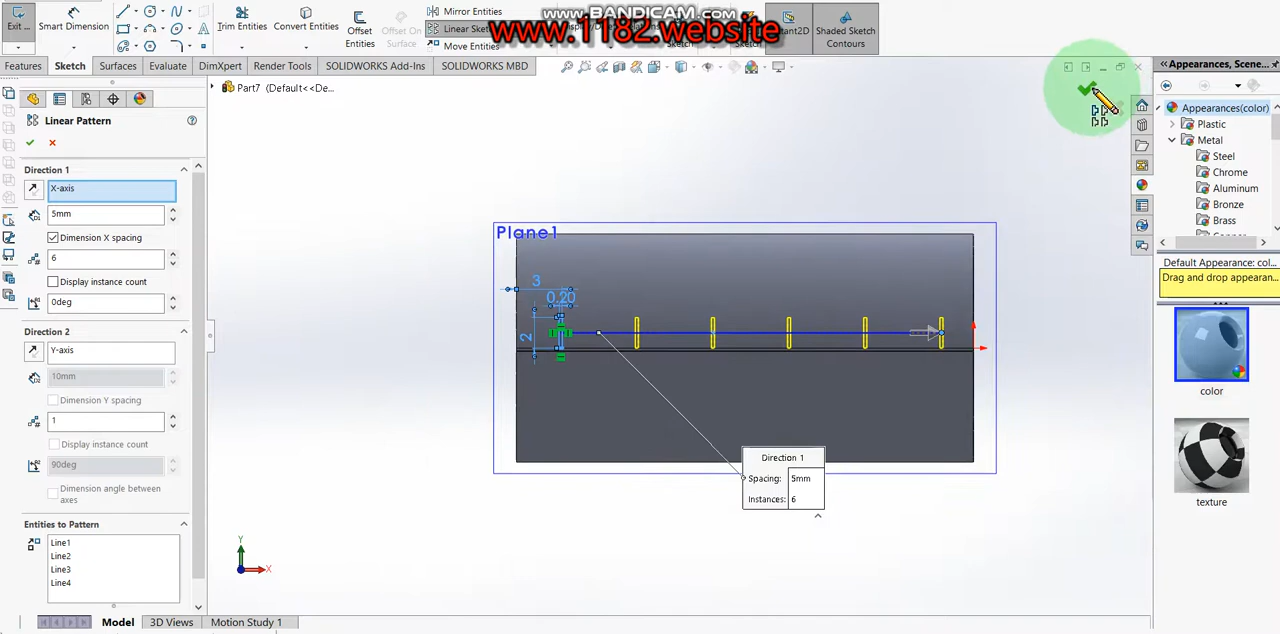 www.BANDICAM.com
www.1182.website
Exit ...
Smart Dimension
Trim Entities
Convert Entities
Offset Entities
Offset On Surface
Mirror Entities
Linear Sketch
Move Entities
Instant2D
Shaded Sketch Contours
Features
Sketch
Surfaces
Evaluate
DimXpert
Render Tools
SOLIDWORKS Add-Ins
SOLIDWORKS MBD
Part7 (Default<<De...
Appearances, Scene...
Linear Pattern
Direction 1
X-axis
5mm
Dimension X spacing
6
Display instance count
0deg
Direction 2
Y-axis
10mm
Dimension Y spacing
1
Display instance count
90deg
Dimension angle between axes
Entities to Pattern
Line1
Line2
Line3
Line4
Plane1
3
0.20
2
Direction 1
Spacing: 5mm
Instances: 6
Y
X
Appearances(color)
Plastic
Metal
Steel
Chrome
Aluminum
Bronze
Brass
Default Appearance: col...
Drag and drop appearan...
color
texture
Model
3D Views
Motion Study 1